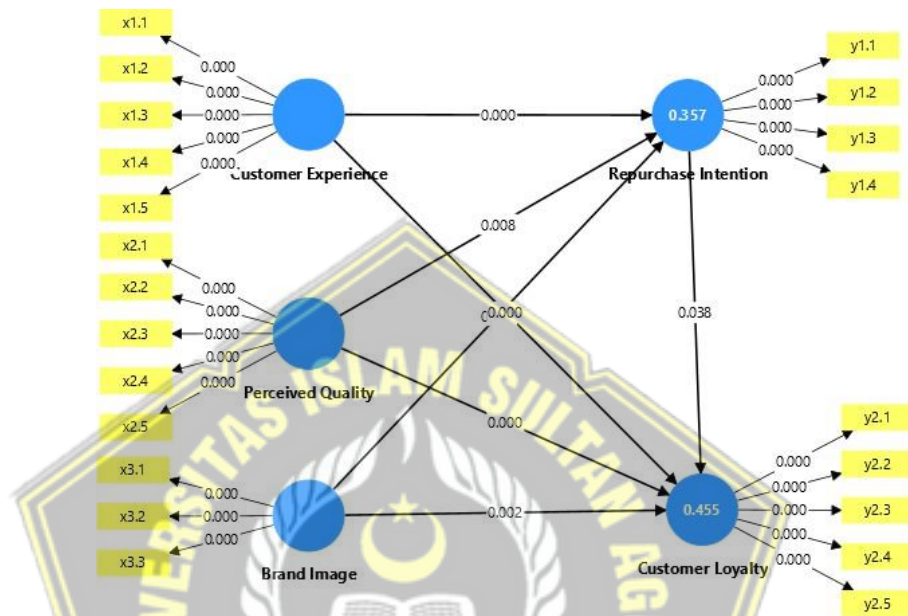 x1.1
x1.2
x1.3
x1.4
x1.5
0.000
0.000
0.000
0.000
0.000
Customer Experience
0.000
0.357
Repurchase Intention
y1.1
y1.2
y1.3
y1.4
0.000
0.000
0.000
0.000
x2.1
x2.2
x2.3
x2.4
x2.5
0.000
0.000
0.000
0.000
0.000
Perceived Quality
0.008
0.000
0.038
0.000
x3.1
x3.2
x3.3
0.000
0.000
0.000
Brand Image
0.455
Customer Loyalty
y2.1
y2.2
y2.3
y2.4
y2.5
0.000
0.000
0.000
0.000
0.000
ISLAM SULTAN AG